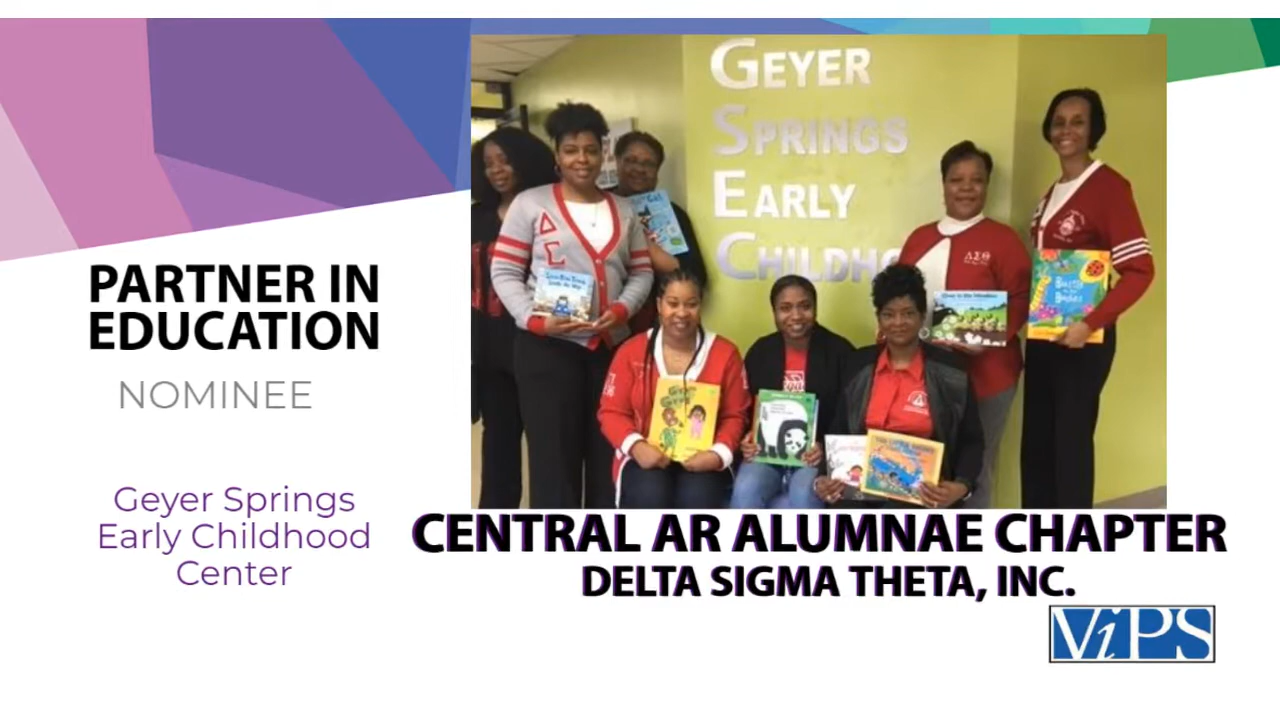 PARTNER IN
EDUCATION
NOMINEE
Geyer Springs
Early Childhood
Center
GEYER
SPRINGS
EARLY
CHILDHO
ΔΣΘ
CENTRAL AR ALUMNAE CHAPTER
DELTA SIGMA THETA, INC.
ViPS